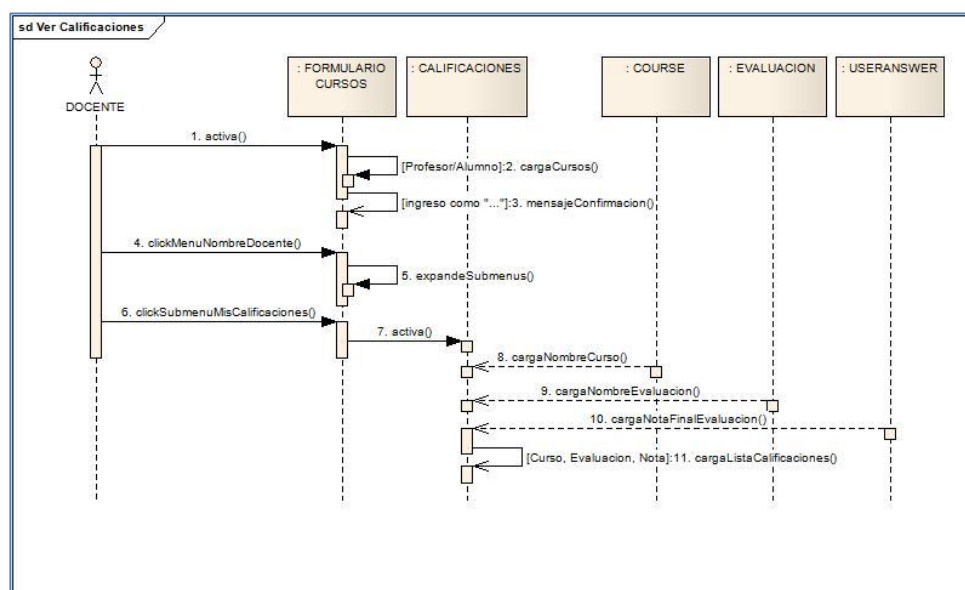 sd Ver Calificaciones
DOCENTE
: FORMULARIO
CURSOS
: CALIFICACIONES
: COURSE
: EVALUACION
: USERANSWER
1. activa()
[Profesor/Alumno]:2. cargaCursos()
[ingreso como "..."]:3. mensajeConfirmacion()
4. clickMenuNombreDocente()
5. expandeSubmenus()
6. clickSubmenuMisCalificaciones()
7. activa()
8. cargaNombreCurso()
9. cargaNombreEvaluacion()
10. cargaNotaFinalEvaluacion()
[Curso, Evaluacion, Nota]:11. cargaListaCalificaciones()